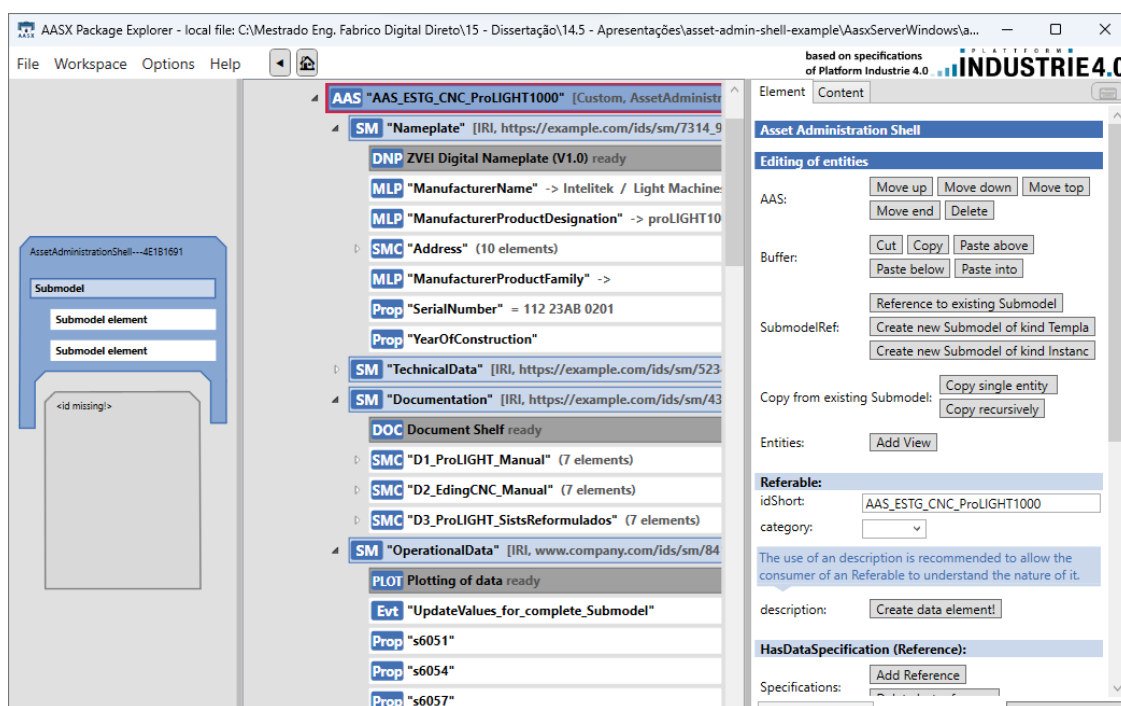 AASX Package Explorer - local file: C:\Mestrado Eng. Fabrico Digital Direto\15 - Dissertação\14.5 - Apresentações\asset-admin-shell-example\AasxServerWindows\a...
File Workspace Options Help
based on specifications
of Platform Industrie 4.0
PLATTFORM
INDUSTRIE4.0
AssetAdministrationShell---4E1B1691
Submodel
Submodel element
Submodel element
<id missing!>
AAS "AAS_ESTG_CNC_ProLIGHT1000" [Custom, AssetAdministr
SM "Nameplate" [IRI, https://example.com/ids/sm/7314_9
DNP ZVEI Digital Nameplate (V1.0) ready
MLP "ManufacturerName" -> Intelitek / Light Machine
MLP "ManufacturerProductDesignation" -> proLIGHT10
SMC "Address" (10 elements)
MLP "ManufacturerProductFamily" ->
Prop "SerialNumber" = 112 23AB 0201
Prop "YearOfConstruction"
SM "TechnicalData" [IRI, https://example.com/ids/sm/523
SM "Documentation" [IRI, https://example.com/ids/sm/43
DOC Document Shelf ready
SMC "D1_ProLIGHT_Manual" (7 elements)
SMC "D2_EdingCNC_Manual" (7 elements)
SMC "D3_ProLIGHT_SistsReformulados" (7 elements)
SM "OperationalData" [IRI, www.company.com/ids/sm/84
PLOT Plotting of data ready
Evt "UpdateValues_for_complete_Submodel"
Prop "s6051"
Prop "s6054"
Prop "s6057"
Element Content
Asset Administration Shell
Editing of entities
AAS: Move up Move down Move top
Move end Delete
Buffer: Cut Copy Paste above
Paste below Paste into
SubmodelRef: Reference to existing Submodel
Create new Submodel of kind Templa
Create new Submodel of kind Instanc
Copy from existing Submodel: Copy single entity
Copy recursively
Entities: Add View
Referable:
idShort: AAS_ESTG_CNC_ProLIGHT1000
category:
The use of an description is recommended to allow the
consumer of an Referable to understand the nature of it.
description: Create data element!
HasDataSpecification (Reference):
Specifications: Add Reference